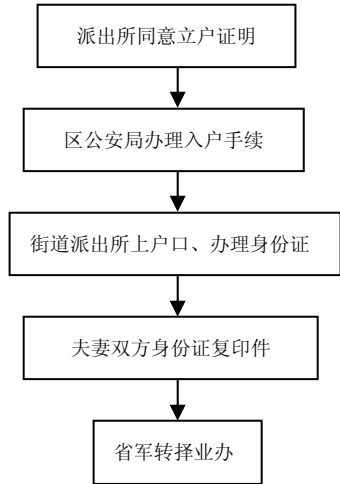 派出所同意立户证明
区公安局办理入户手续
街道派出所上户口、办理身份证
夫妻双方身份证复印件
省军转择业办